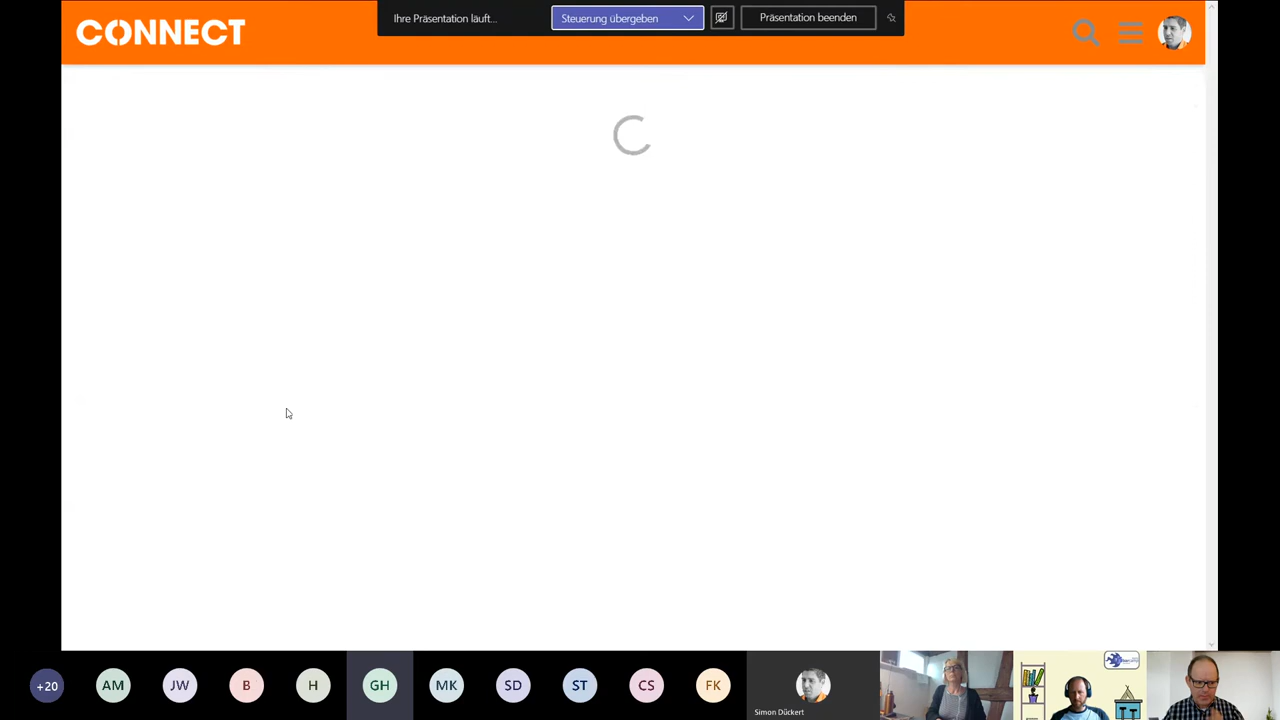 CONNECT
Ihre Präsentation läuft...
Steuerung übergeben
Präsentation beenden
+20
AM
JW
B
H
GH
MK
SD
ST
CS
FK
Simon Dückert